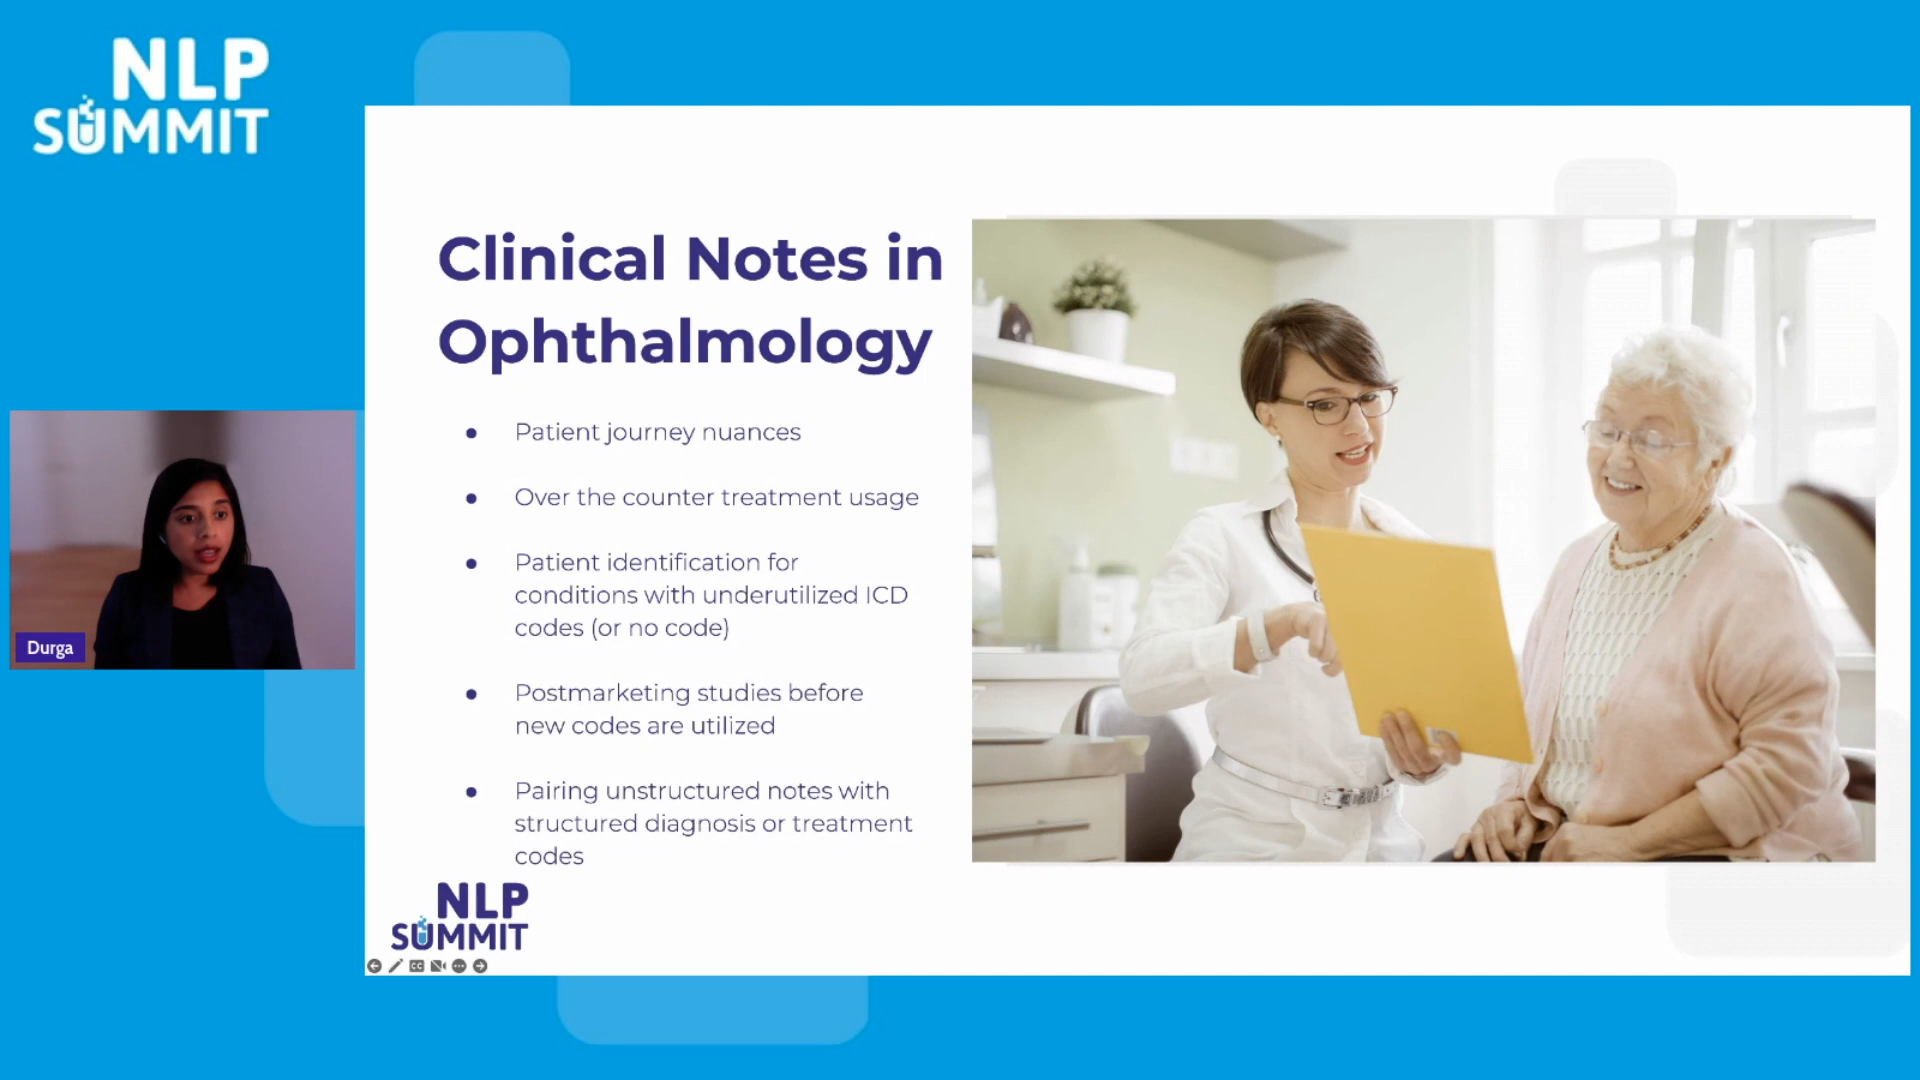 NLP
SUMMIT
Clinical Notes in
Ophthalmology
• Patient journey nuances
• Over the counter treatment usage
• Patient identification for
conditions with underutilized ICD
codes (or no code)
• Postmarketing studies before
new codes are utilized
• Pairing unstructured notes with
structured diagnosis or treatment
codes
Durga
NLP
SUMMIT
CC